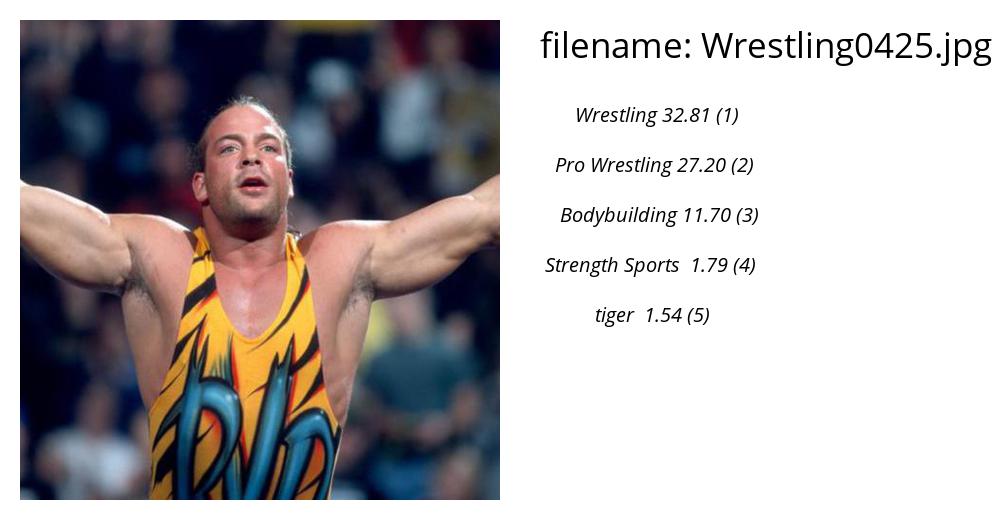 filename: Wrestling0425.jpg
Wrestling 32.81 (1)
Pro Wrestling 27.20 (2)
Bodybuilding 11.70 (3)
Strength Sports 1.79 (4)
tiger 1.54 (5)
RVD